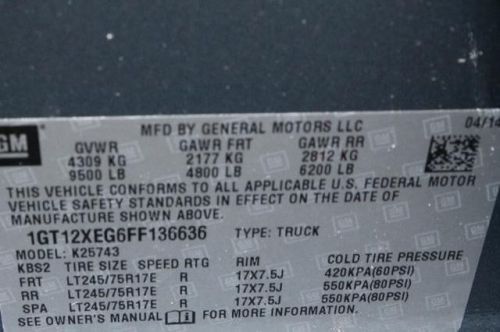 MFD BY GENERAL MOTORS LLC 04/14
GM
GVWR GAWR FRT GAWR RR
4309 KG 2177 KG 2812 KG
9500 LB 4800 LB 6200 LB
THIS VEHICLE CONFORMS TO ALL APPLICABLE U.S. FEDERAL MOTOR
VEHICLE SAFETY STANDARDS IN EFFECT ON THE DATE OF
MANUFACTURE SHOWN ABOVE.
1GT12XEG6FF136636 TYPE: TRUCK
MODEL: K25743
KBS2 TIRE SIZE SPEED RTG RIM COLD TIRE PRESSURE
FRT LT245/75R17E R 17X7.5J 420KPA(60PSI)
RR LT245/75R17E R 17X7.5J 550KPA(80PSI)
SPA LT245/75R17E R 17X7.5J 550KPA(80PSI)
SEE OWNER'S MANUAL FOR MORE INFORMATION